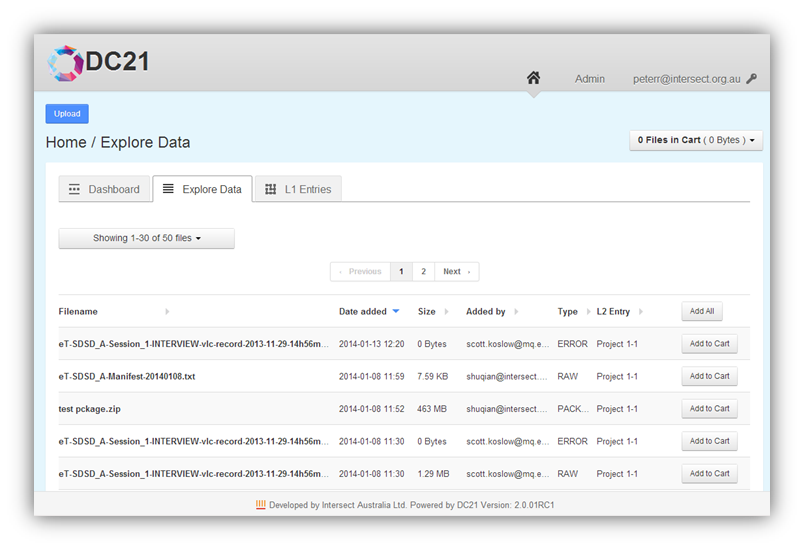 DC21
Admin peterr@intersect.org.au
Upload
Home / Explore Data
0 Files in Cart ( 0 Bytes )
Dashboard Explore Data L1 Entries
Showing 1-30 of 50 files
Previous 1 2 Next
Filename Date added Size Added by Type L2 Entry Add All
eT-SDSD_A-Session_1-INTERVIEW-vlc-record-2013-11-29-14h56m... 2014-01-13 12:20 0 Bytes scott.koslow@mq.e... ERROR Project 1-1 Add to Cart
eT-SDSD_A-Manifest-20140108.txt 2014-01-08 11:59 7.59 KB shuqian@intersect.... RAW Project 1-1 Add to Cart
test pckage.zip 2014-01-08 11:52 463 MB shuqian@intersect.... PACK... Project 1-1 Add to Cart
eT-SDSD_A-Session_1-INTERVIEW-vlc-record-2013-11-29-14h56m... 2014-01-08 11:30 0 Bytes scott.koslow@mq.e... ERROR Project 1-1 Add to Cart
eT-SDSD_A-Session_1-INTERVIEW-vlc-record-2013-11-29-14h56m... 2014-01-08 11:30 1.29 MB scott.koslow@mq.e... RAW Project 1-1 Add to Cart
Developed by Intersect Australia Ltd. Powered by DC21 Version: 2.0.01RC1